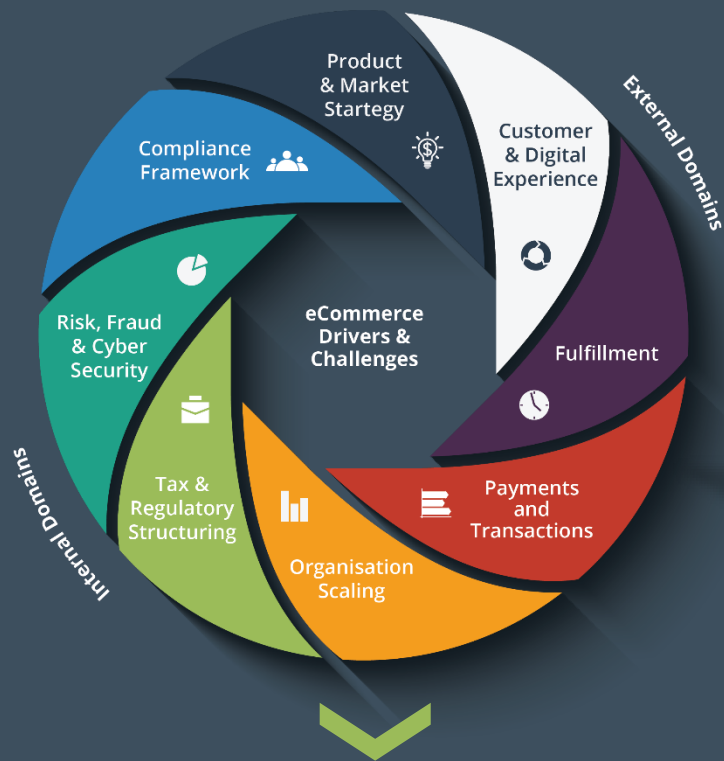 Product
& Market
Startegy
Customer
& Digital
Experience
External Domains
Compliance
Framework
Risk, Fraud
& Cyber
Security
eCommerce
Drivers &
Challenges
Fulfillment
Internal Domains
Tax &
Regulatory
Structuring
Organisation
Scaling
Payments
and
Transactions
$